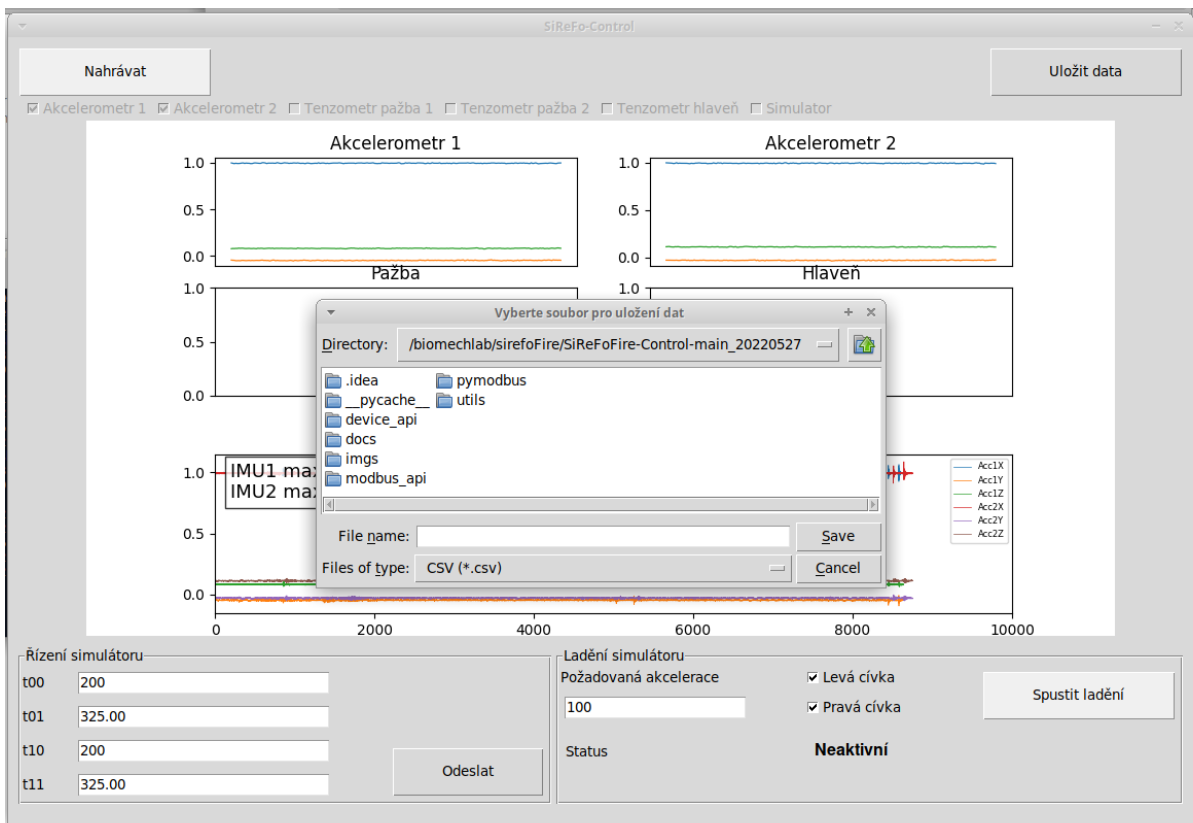 SiReFo-Control
Nahrávat
Uložit data
Akcelerometr 1 Akcelerometr 2 Tenzometr pažba 1 Tenzometr pažba 2 Tenzometr hlaveň Simulator
Akcelerometr 1
1.0
0.5
0.0
Akcelerometr 2
1.0
0.5
0.0
Pažba
1.0
0.5
0.0
Hlaveň
1.0
Vyberte soubor pro uložení dat
Directory: /biomechlab/sirefoFire/SiReFoFire-Control-main_20220527
.idea
__pycache__
device_api
docs
imgs
modbus_api
pymodbus
utils
File name:
Save
Files of type: CSV (*.csv)
Cancel
IMU1 max
IMU2 max
1.0
0.5
0.0
0 2000 4000 6000 8000 10000
Acc1X
Acc1Y
Acc1Z
Acc2X
Acc2Y
Acc2Z
Řízení simulátoru
t00 200
t01 325.00
t10 200
t11 325.00
Odeslat
Ladění simulátoru
Požadovaná akcelerace
100
Levá cívka
Pravá cívka
Spustit ladění
Status Neaktivní